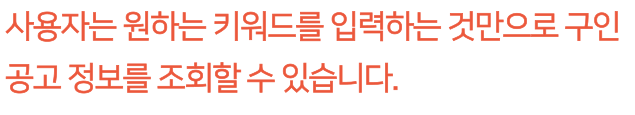 사용자는 원하는 키워드를 입력하는 것만으로 구인
공고 정보를 조회할 수 있습니다.